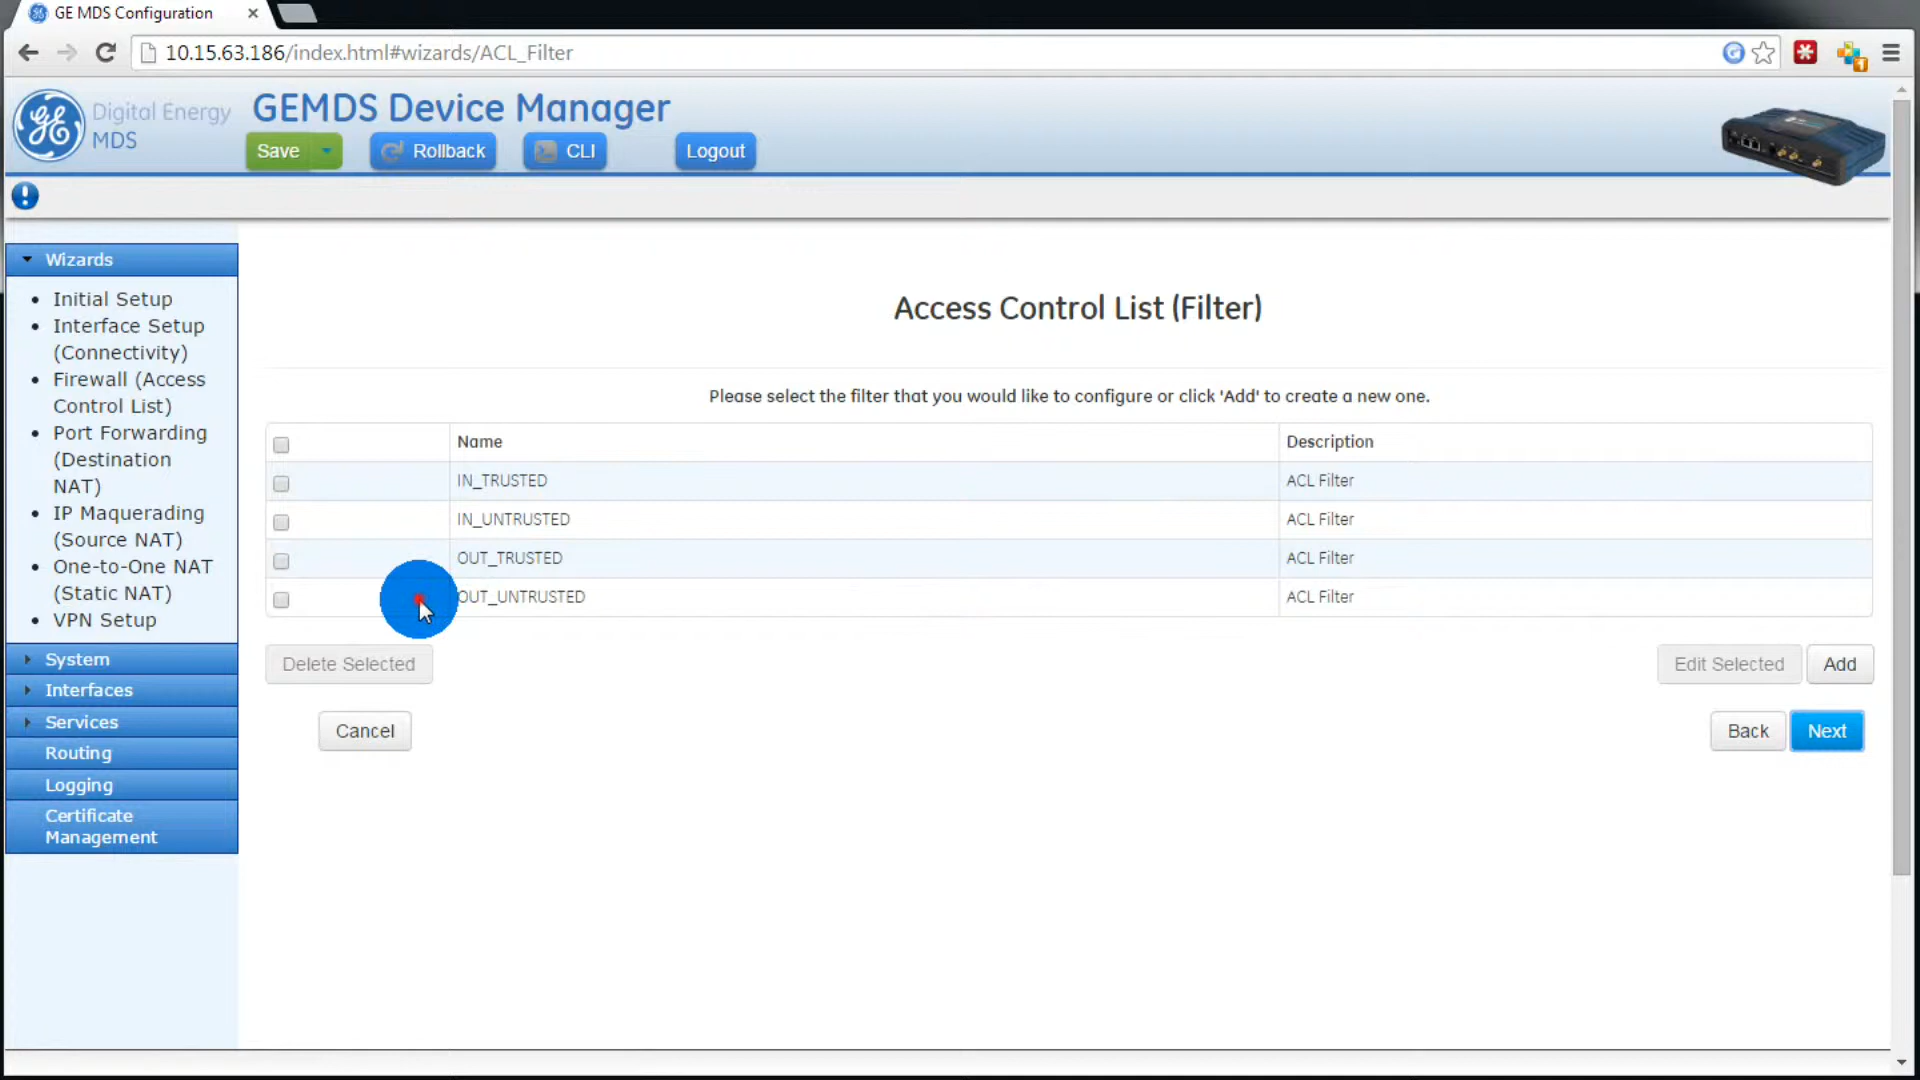 GE MDS Configuration
10.15.63.186/index.html#wizards/ACL_Filter
Digital Energy
MDS
GEMDS Device Manager
Save
Rollback
CLI
Logout
Wizards
Initial Setup
Interface Setup
(Connectivity)
Firewall (Access
Control List)
Port Forwarding
(Destination
NAT)
IP Maquerading
(Source NAT)
One-to-One NAT
(Static NAT)
VPN Setup
System
Interfaces
Services
Routing
Logging
Certificate
Management
Access Control List (Filter)
Please select the filter that you would like to configure or click 'Add' to create a new one.
Name Description
IN_TRUSTED ACL Filter
IN_UNTRUSTED ACL Filter
OUT_TRUSTED ACL Filter
OUT_UNTRUSTED ACL Filter
Delete Selected Edit Selected Add
Cancel Back Next